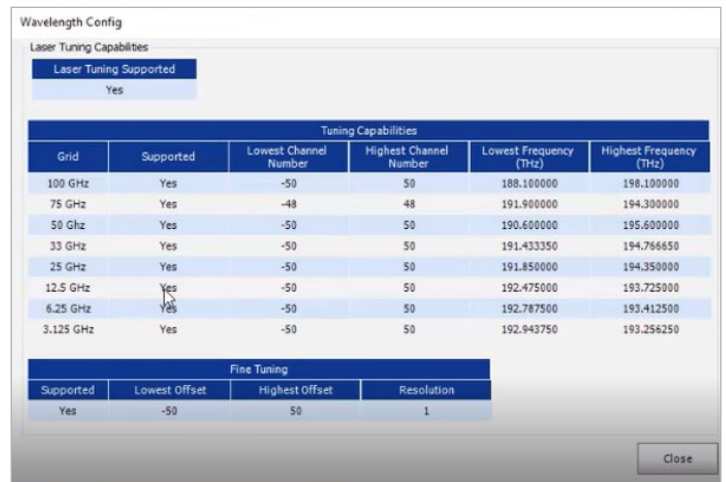 Wavelength Config
Laser Tuning Capabilities
Laser Tuning Supported
Yes
Tuning Capabilities
Grid Supported Lowest Channel Number Highest Channel Number Lowest Frequency (THz) Highest Frequency (THz)
100 GHz Yes -50 50 188.100000 198.100000
75 GHz Yes -48 48 191.900000 194.300000
50 Ghz Yes -50 50 190.600000 195.600000
33 GHz Yes -50 50 191.433350 194.766650
25 GHz Yes -50 50 191.850000 194.350000
12.5 GHz Yes -50 50 192.475000 193.725000
6.25 GHz Yes -50 50 192.787500 193.412500
3.125 GHz Yes -50 50 192.943750 193.256250
Fine Tuning
Supported Lowest Offset Highest Offset Resolution
Yes -50 50 1
Close